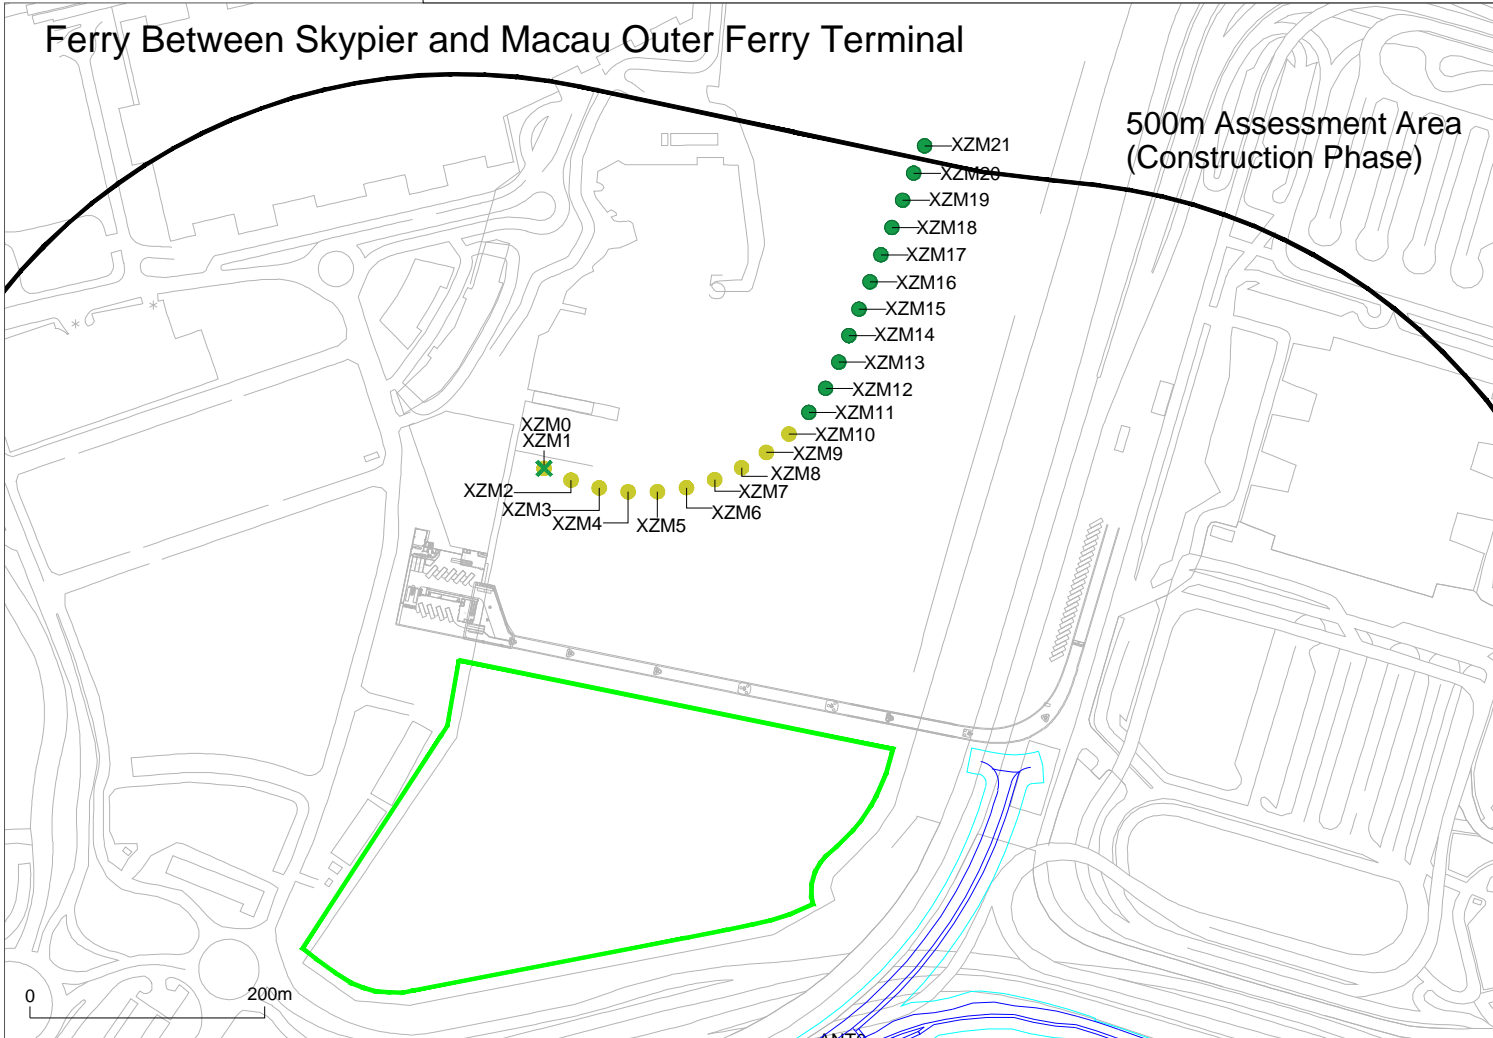 Ferry Between Skypier and Macau Outer Ferry Terminal
500m Assessment Area
(Construction Phase)
XZM21
XZM20
XZM19
XZM18
XZM17
XZM16
XZM15
XZM14
XZM13
XZM12
XZM11
XZM10
XZM9
XZM8
XZM7
XZM6
XZM5
XZM4
XZM3
XZM2
XZM0
XZM1
0
200m